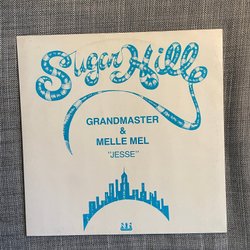 Sugar Hill
GRANDMASTER
&
MELLE MEL
"JESSE"